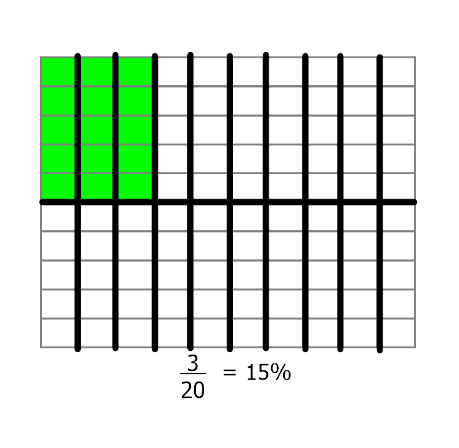 3/20 = 15%